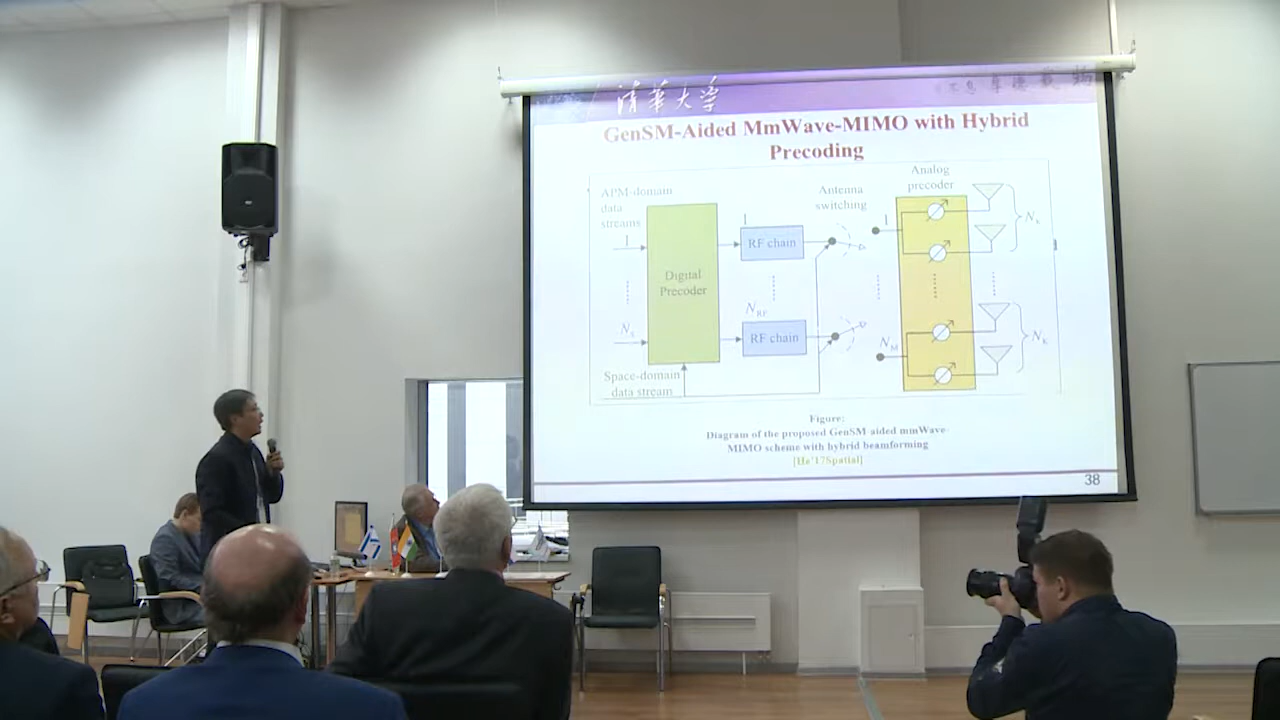 清华大学
GenSM-Aided MmWave-MIMO with Hybrid
Precoding
APM-domain
data
streams
1
N_s
Digital
Precoder
Space-domain
data stream
1
RF chain
N_RF
RF chain
Antenna
switching
1
N_M
Analog
precoder
N_K
N_K
Figure:
Diagram of the proposed GenSM-aided mmWave-
MIMO scheme with hybrid beamforming
[He'17Spatial]
38